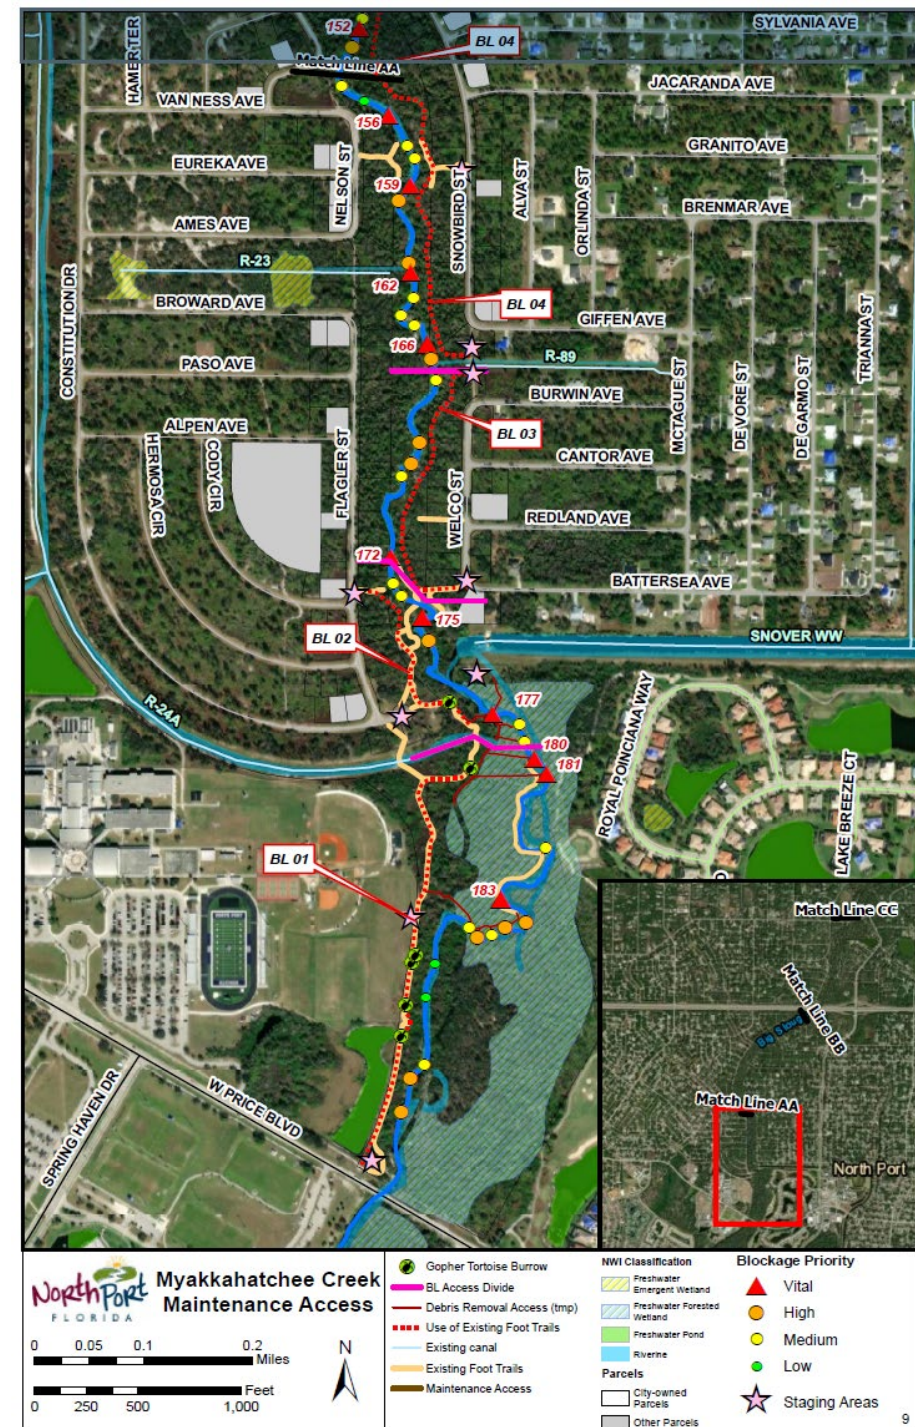 SYLVANIA AVE
152
BL 04
HAMER TER
Match Line AA
JACARANDA AVE
VAN NESS AVE
156
GRANITO AVE
EUREKA AVE
NELSON ST
159
SNOWBIRD ST
ALVA ST
ORLINDA ST
BRENMAR AVE
AMES AVE
R-23
162
CONSTITUTION DR
BROWARD AVE
BL 04
GIFFEN AVE
TRIANNA ST
166
R-89
PASO AVE
BURWIN AVE
MCTAGUE ST
DEVORE ST
DE GARMO ST
ALPEN AVE
BL 03
HERMOSA CIR
CODY CIR
FLAGLER ST
CANTOR AVE
WELCO ST
REDLAND AVE
172
BATTERSEA AVE
175
BL 02
SNOVER WW
R-24A
177
ROYAL POINCIANA WAY
180
181
LAKE BREEZE CT
BL 01
183
NORTH PORT
Match Line CC
Match Line BB
Big Sloug
Match Line AA
North Port
W PRICE BLVD
SPRING HAVEN DR
North Port
FLORIDA
Myakkahatchee Creek
Maintenance Access
0 0.05 0.1 0.2
Miles
Feet
0 250 500 1,000
N
Gopher Tortoise Burrow
BL Access Divide
Debris Removal Access (tmp)
Use of Existing Foot Trails
Existing canal
Existing Foot Trails
Maintenance Access
NWI Classification
Freshwater
Emergent Wetland
Freshwater Forested
Wetland
Freshwater Pond
Riverine
Parcels
City-owned
Parcels
Other Parcels
Blockage Priority
Vital
High
Medium
Low
Staging Areas
9